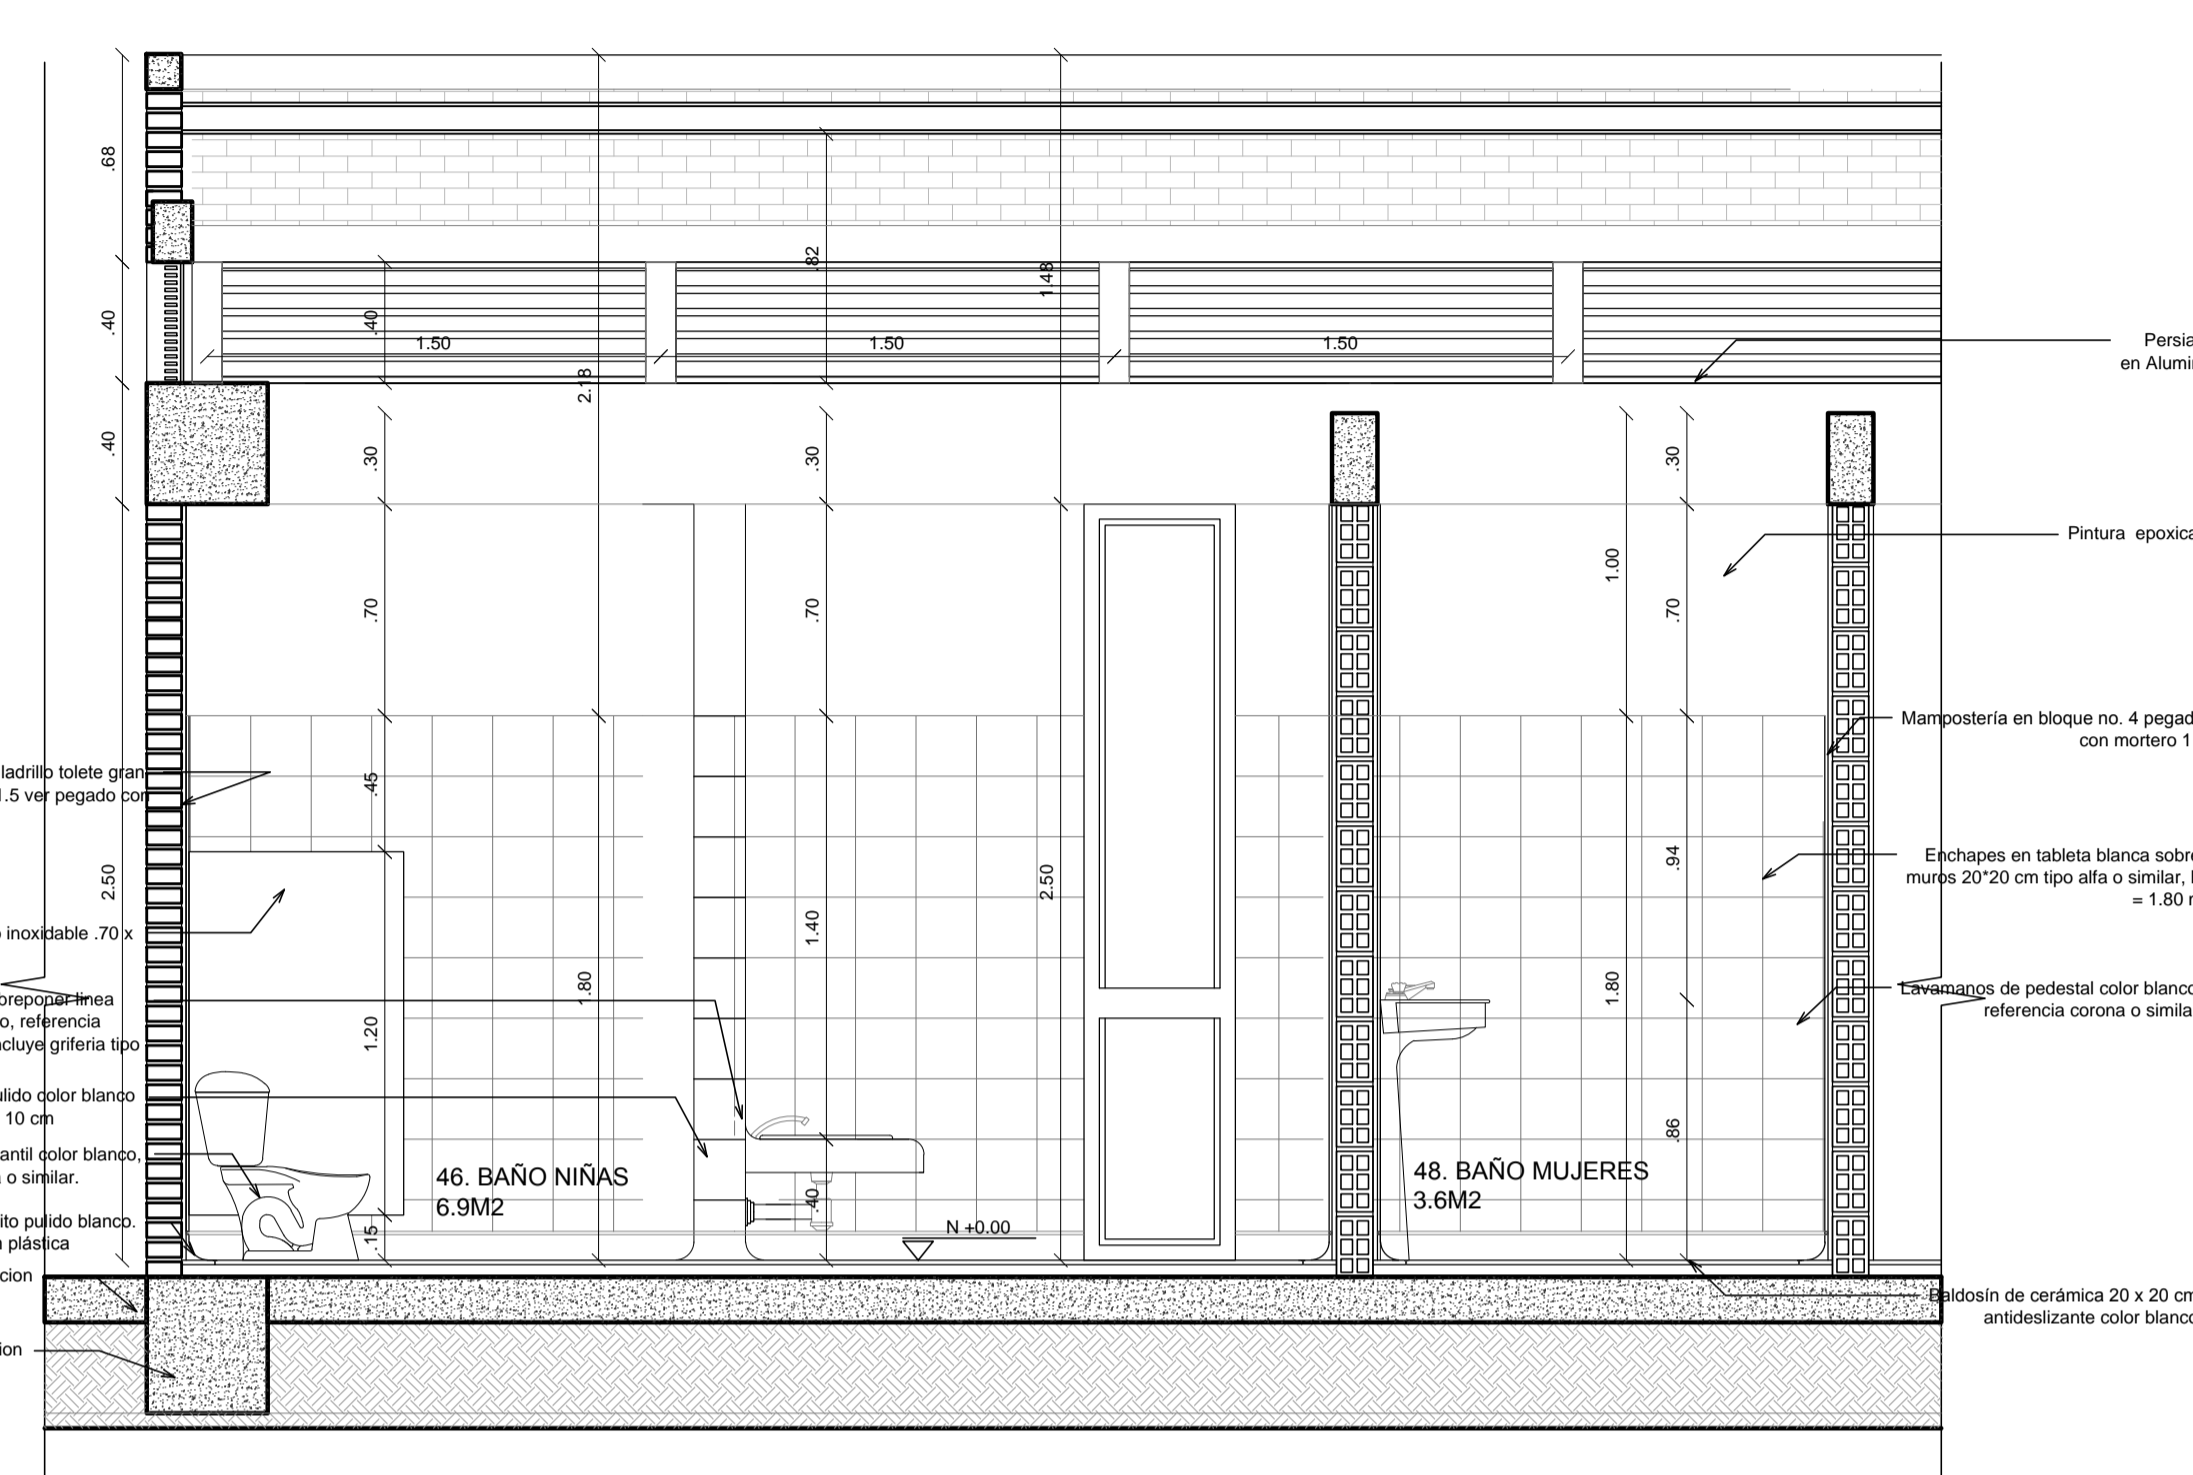 .68
.40
.40
2.50
.82
1.48
.40
1.50
1.50
1.50
2.18
.30
.30
.30
.70
.70
1.00
.70
.45
1.20
.15
1.80
1.40
.40
2.50
1.80
.94
.86
Persia
en Alumi
Pintura epoxica
Mampostería en bloque no. 4 pegad
con mortero 1
ladrillo tolete gran
1.5 ver pegado con
Enchapes en tableta blanca sobre
muros 20*20 cm tipo alfa o similar,
= 1.80
inoxidable .70 x
breponer linea
o, referencia
ncluye griferia tipo
Lavamanos de pedestal color blanco
referencia corona o simila
ulido color blanco
10 cm
antil color blanco,
a o similar.
ito pulido blanco.
n plástica
cion
ion
46. BAÑO NIÑAS
6.9M2
N +0.00
48. BAÑO MUJERES
3.6M2
Baldosín de cerámica 20 x 20 cm
antideslizante color blanco